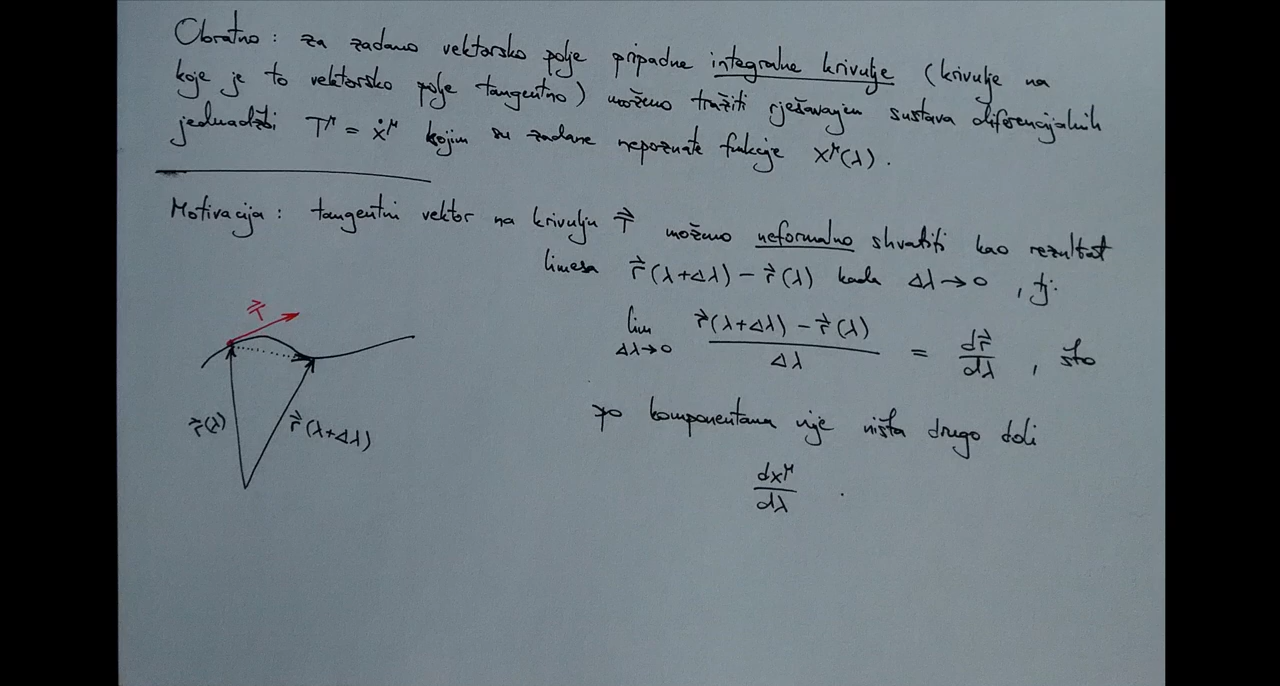 Obratno : za zadano vektorsko polje pripadne integralne krivulje (krivulje na
koje je to vektorsko polje tangentno) možemo tražiti rješavanjem sustava diferencijalnih
jednadžbi T^μ = ẋ^μ kojim su zadane nepoznate funkcije x^μ(λ).
Motivacija : tangentni vektor na krivulju T⃗ možemo neformalno shvatiti kao rezultat
limesa r⃗(λ+Δλ) − r⃗(λ) kada Δλ→0 , tj.
lim Δλ→0 (r⃗(λ+Δλ) − r⃗(λ)) / Δλ = dr⃗/dλ , što
po komponentama nije ništa drugo doli
dx^μ/dλ .
T⃗
r⃗(λ)
r⃗(λ+Δλ)